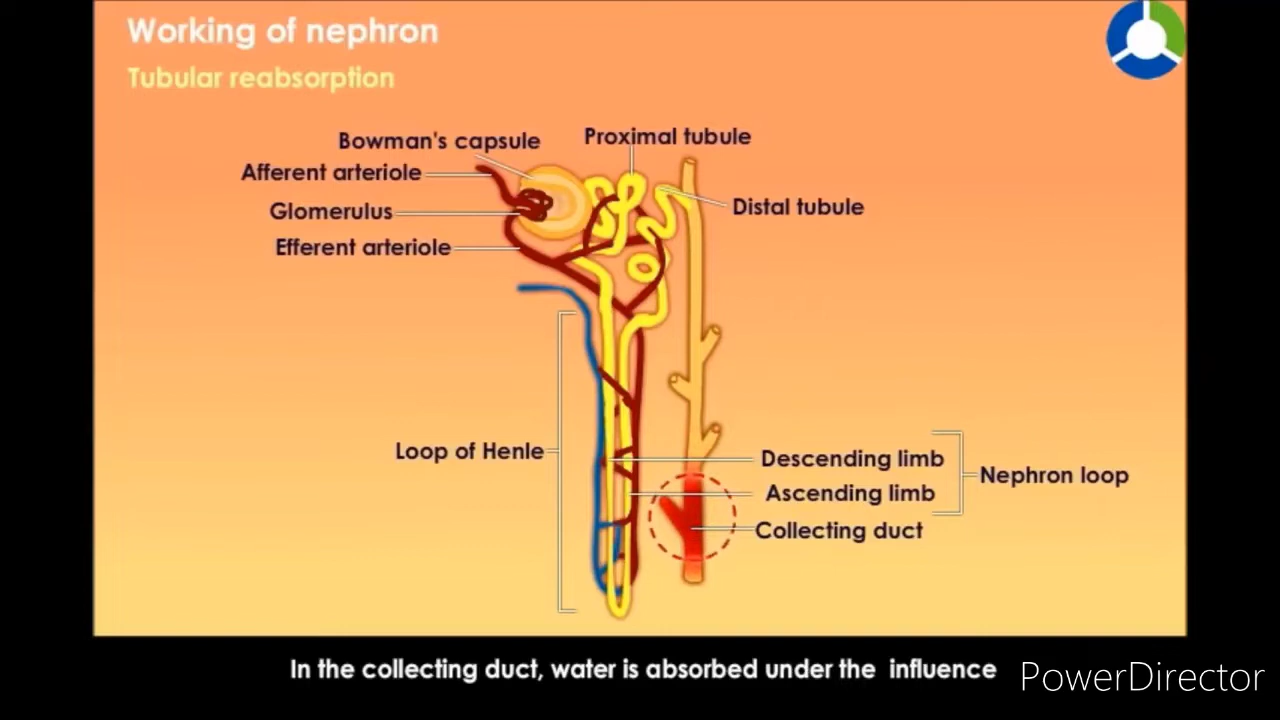 Working of nephron
Tubular reabsorption
Bowman's capsule
Proximal tubule
Afferent arteriole
Glomerulus
Distal tubule
Efferent arteriole
Loop of Henle
Descending limb
Ascending limb
Nephron loop
Collecting duct
In the collecting duct, water is absorbed under the influence
PowerDirector